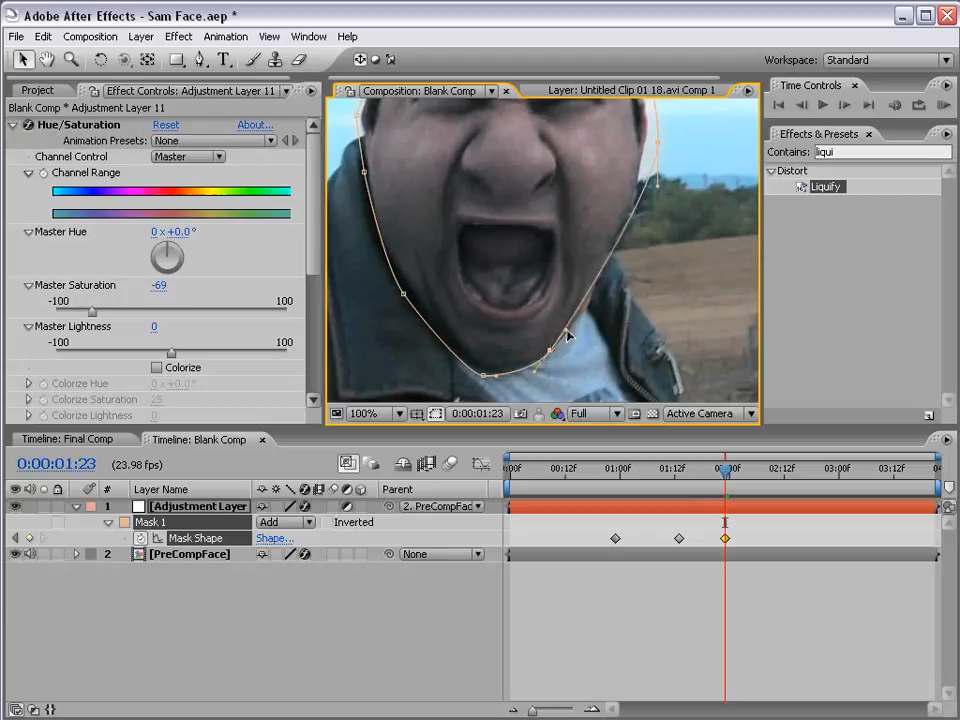 Adobe After Effects - Sam Face.aep *
File Edit Composition Layer Effect Animation View Window Help
Workspace: Standard
Project Effect Controls: Adjustment Layer 11
Composition: Blank Comp Layer: Untitled Clip 01 18.avi Comp 1
Time Controls
Blank Comp * Adjustment Layer 11
Hue/Saturation Reset About...
Animation Presets: None
Channel Control Master
Channel Range
Master Hue 0 x+0.0°
Master Saturation -69
-100 100
Master Lightness 0
-100 100
Colorize
Colorize Hue 0 x+0.0°
Colorize Saturation 25
Colorize Lightness 0
Effects & Presets
Contains: liqui
Distort
Liquify
100% 0:00:01:23 Full Active Camera
Timeline: Final Comp Timeline: Blank Comp
0:00:01:23 (23.98 fps)
# Layer Name Parent
1 [Adjustment Layer 2. PreCompFac
Mask 1 Add Inverted
Mask Shape Shape...
2 [PreCompFace] None
00:12F 01:00F 01:12F 02:12F 03:00F 03:12F